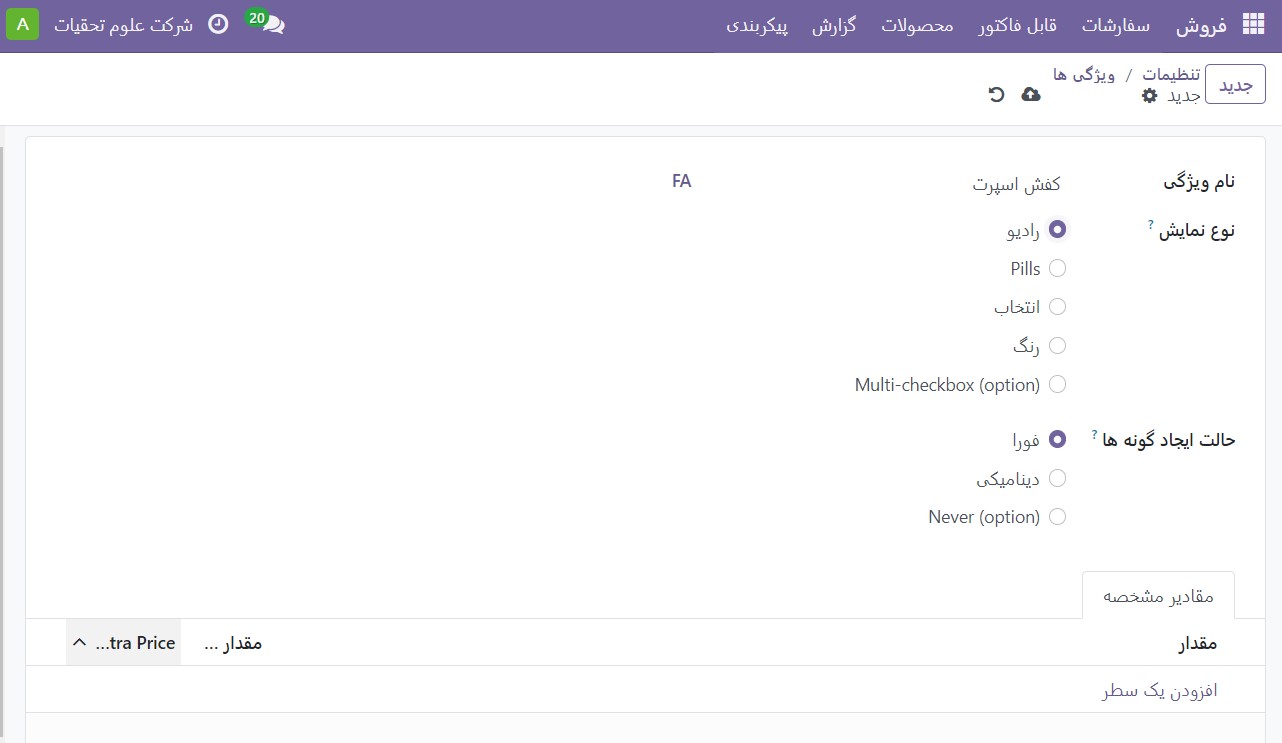 فروش سفارشات قابل فاکتور محصولات گزارش پیکربندی 20 شرکت علوم تحقیات A
جدید تنظیمات / ویژگی ها
جدید
نام ویژگی کفش اسپرت FA
نوع نمایش ? رادیو
Pills
انتخاب
رنگ
Multi-checkbox (option)
حالت ایجاد گونه ها ? فورا
دینامیکی
Never (option)
مقادیر مشخصه
مقدار مقدار ... ...tra Price
افزودن یک سطر